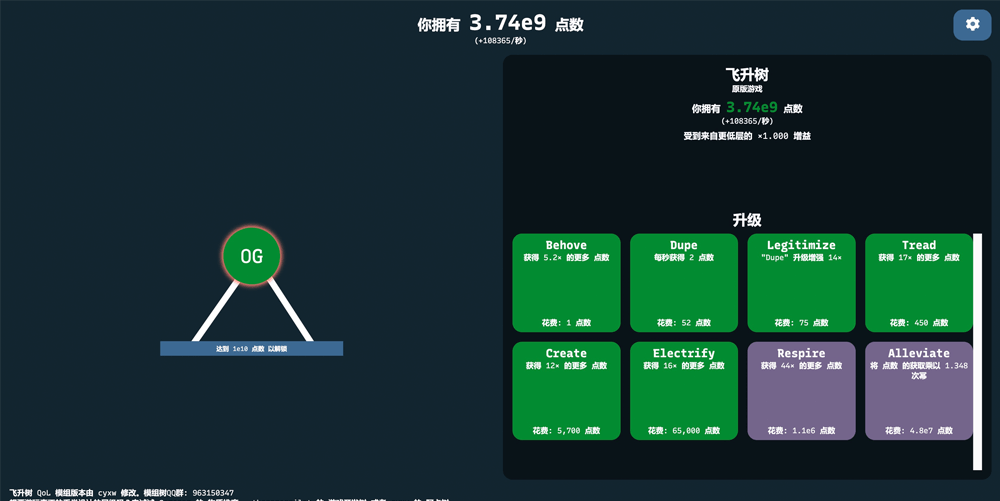 你拥有 3.74e9 点数
(+108365/秒)
飞升树
原版游戏
你拥有 3.74e9 点数
(+108365/秒)
受到来自更低层的 ×1.000 增益
OG
达到 1e10 点数 以解锁
升级
Behove
获得 5.2× 的更多 点数
花费: 1 点数
Dupe
每秒获得 2 点数
花费: 52 点数
Legitimize
"Dupe" 升级增强 14×
花费: 75 点数
Tread
获得 17× 的更多 点数
花费: 450 点数
Create
获得 12× 的更多 点数
花费: 5,700 点数
Electrify
获得 16× 的更多 点数
花费: 65,000 点数
Respire
获得 44× 的更多 点数
花费: 1.1e6 点数
Alleviate
将 点数 的获取乘以 1.348
次幂
花费: 4.8e7 点数
飞升树 QoL 模组版本由 cyxw 修改, 模组树QQ群: 963150347